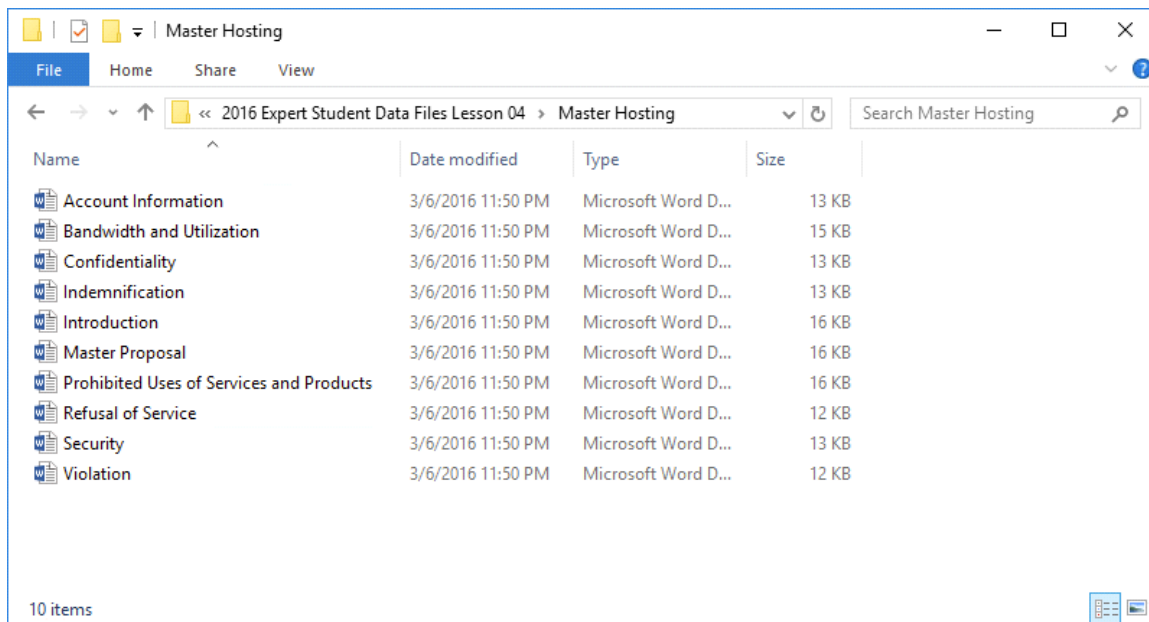 Master Hosting
File Home Share View ?
« 2016 Expert Student Data Files Lesson 04 > Master Hosting Search Master Hosting
Name Date modified Type Size
Account Information 3/6/2016 11:50 PM Microsoft Word D... 13 KB
Bandwidth and Utilization 3/6/2016 11:50 PM Microsoft Word D... 15 KB
Confidentiality 3/6/2016 11:50 PM Microsoft Word D... 13 KB
Indemnification 3/6/2016 11:50 PM Microsoft Word D... 13 KB
Introduction 3/6/2016 11:50 PM Microsoft Word D... 16 KB
Master Proposal 3/6/2016 11:50 PM Microsoft Word D... 16 KB
Prohibited Uses of Services and Products 3/6/2016 11:50 PM Microsoft Word D... 16 KB
Refusal of Service 3/6/2016 11:50 PM Microsoft Word D... 12 KB
Security 3/6/2016 11:50 PM Microsoft Word D... 13 KB
Violation 3/6/2016 11:50 PM Microsoft Word D... 12 KB
10 items